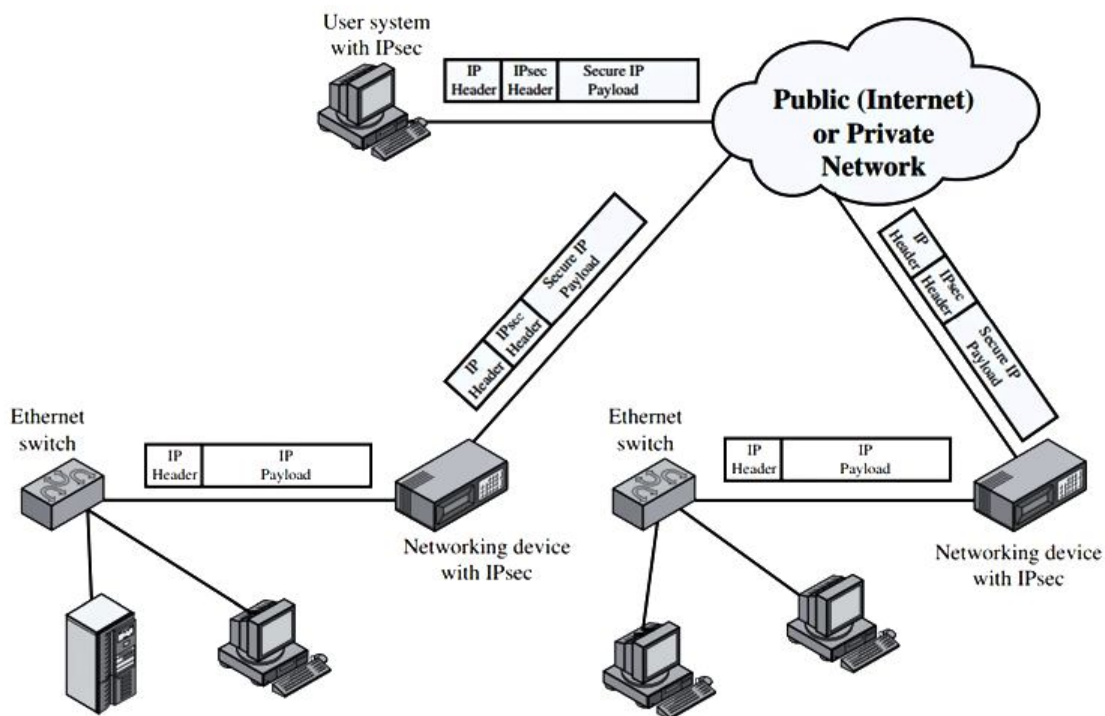 User system
with IPsec
IP
Header
IPsec
Header
Secure IP
Payload
Public (Internet)
or Private
Network
IP
Header
IPsec
Header
Secure IP
Payload
IP
Header
IPsec
Header
Secure IP
Payload
Ethernet
switch
IP
Header
IP
Payload
Networking device
with IPsec
Ethernet
switch
IP
Header
IP
Payload
Networking device
with IPsec